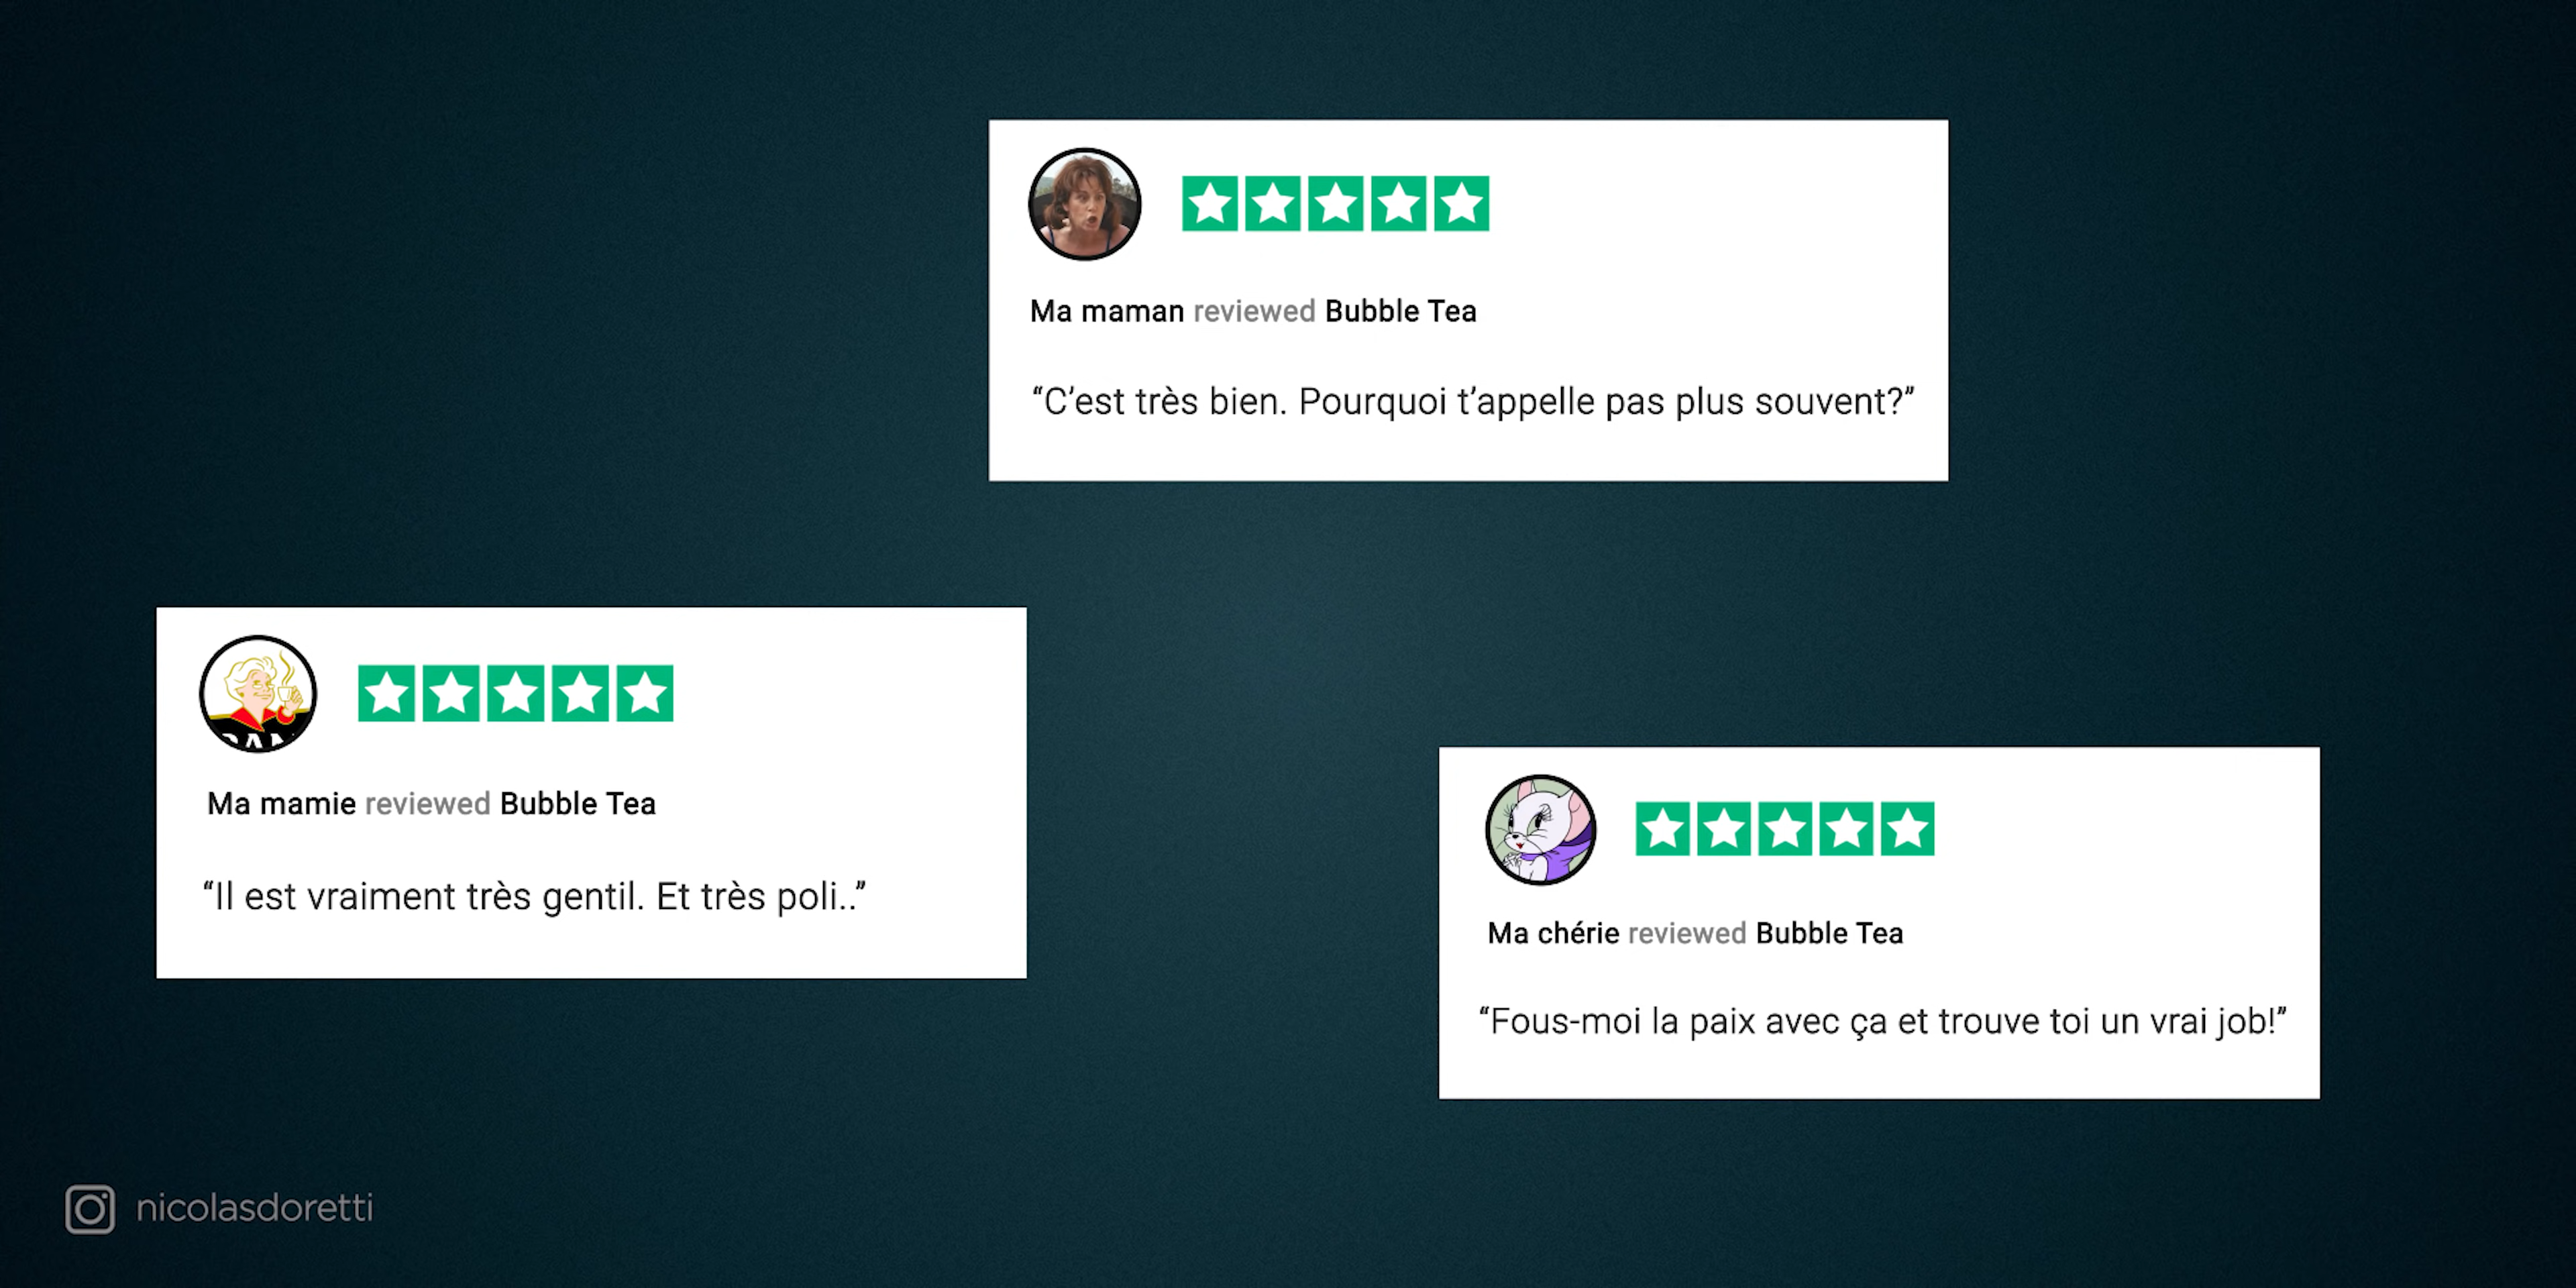 Ma maman reviewed Bubble Tea
“C’est très bien. Pourquoi t’appelle pas plus souvent?”
Ma mamie reviewed Bubble Tea
“Il est vraiment très gentil. Et très poli..”
Ma chérie reviewed Bubble Tea
“Fous-moi la paix avec ça et trouve toi un vrai job!”
nicolasdoretti